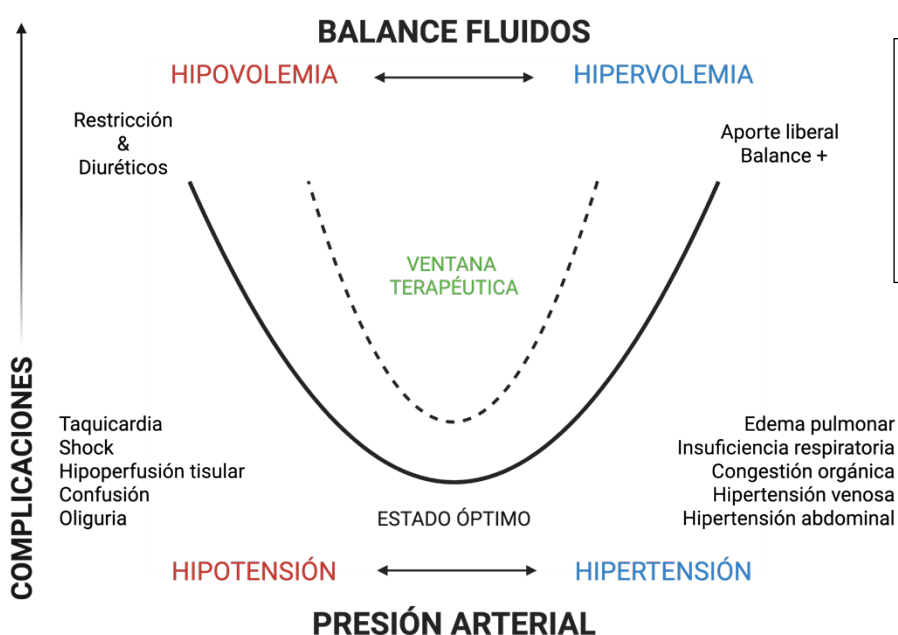 BALANCE FLUIDOS
HIPOVOLEMIA
HIPERVOLEMIA
Restricción
&
Diuréticos
Aporte liberal
Balance +
VENTANA
TERAPÉUTICA
COMPLICACIONES
Taquicardia
Shock
Hipoperfusión tisular
Confusión
Oliguria
Edema pulmonar
Insuficiencia respiratoria
Congestión orgánica
Hipertensión venosa
Hipertensión abdominal
ESTADO ÓPTIMO
HIPOTENSIÓN
HIPERTENSIÓN
PRESIÓN ARTERIAL